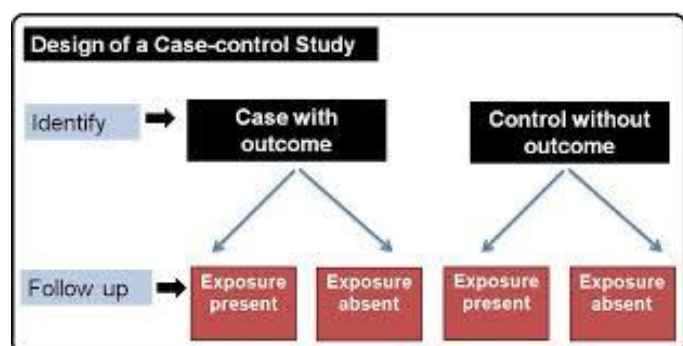 Design of a Case-control Study
Identify
Case with
outcome
Control without
outcome
Follow up
Exposure
present
Exposure
absent
Exposure
present
Exposure
absent